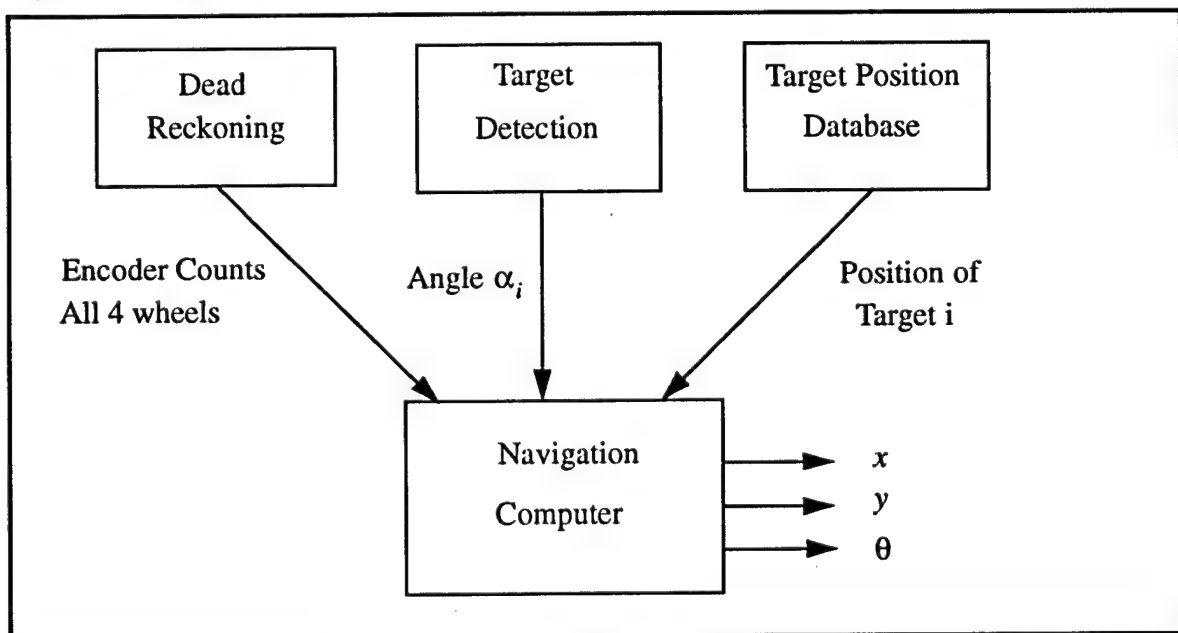 Dead
Reckoning
Target
Detection
Target Position
Database
Encoder Counts
All 4 wheels
Angle αᵢ
Position of
Target i
Navigation
Computer
x
y
θ